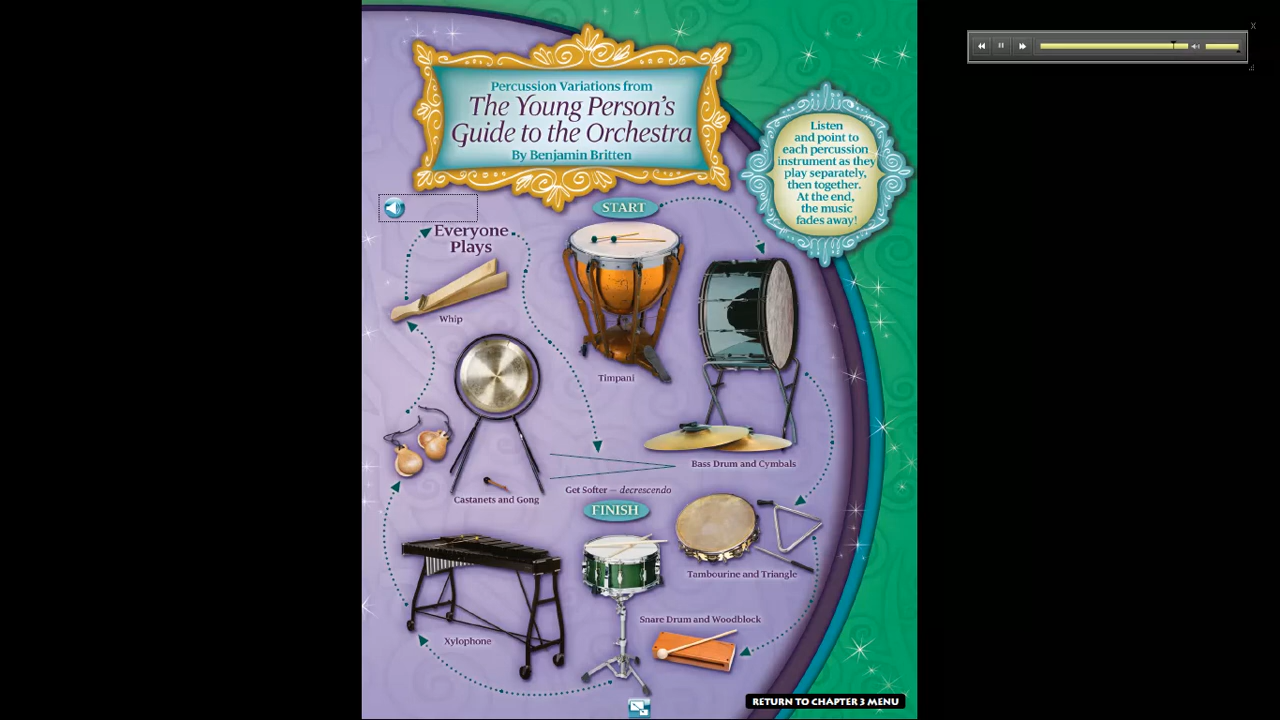 Percussion Variations from
The Young Person's
Guide to the Orchestra
By Benjamin Britten
Listen
and point to
each percussion
instrument as they
play separately,
then together.
At the end,
the music
fades away!
START
Everyone
Plays
Whip
Timpani
Bass Drum and Cymbals
Get Softer – decrescendo
Castanets and Gong
FINISH
Tambourine and Triangle
Snare Drum and Woodblock
Xylophone
RETURN TO CHAPTER 3 MENU
x